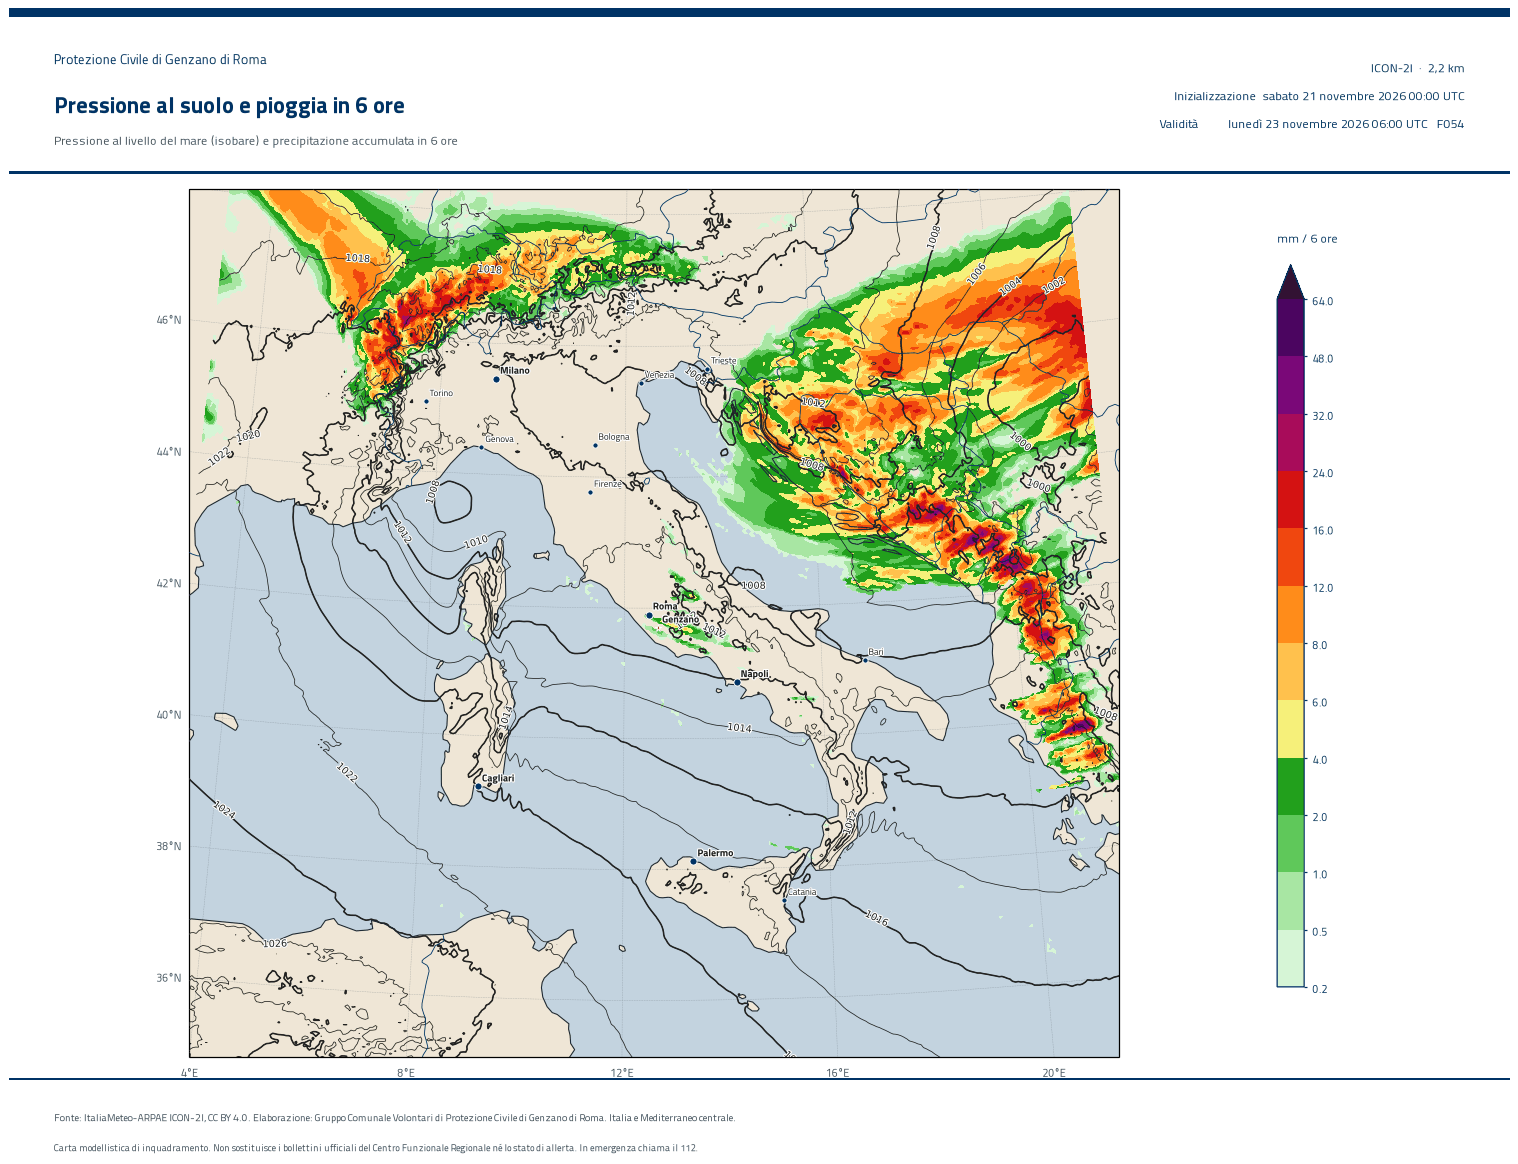 Protezione Civile di Genzano di Roma
Pressione al suolo e pioggia in 6 ore
Pressione al livello del mare (isobare) e precipitazione accumulata in 6 ore
ICON-2I · 2,2 km
Inizializzazione sabato 21 novembre 2026 00:00 UTC
Validità lunedì 23 novembre 2026 06:00 UTC F054
mm / 6 ore
64.0
48.0
32.0
24.0
16.0
12.0
8.0
6.0
4.0
2.0
1.0
0.5
0.2
46°N
44°N
42°N
40°N
38°N
36°N
4°E
8°E
12°E
16°E
20°E
1018
1018
1012
1008
1006
1004
1002
Trieste
Milano
Venezia
1008
Torino
1012
1020
1022
Genova
Bologna
1000
1008
Firenze
1008
1000
1012
1010
1008
Roma
Genzano
1012
Bari
Napoli
1014
1014
1008
1022
Cagliari
1024
1012
Palermo
Catania
1016
1026
Fonte: ItaliaMeteo-ARPAE ICON-2I, CC BY 4.0. Elaborazione: Gruppo Comunale Volontari di Protezione Civile di Genzano di Roma. Italia e Mediterraneo centrale.
Carta modellistica di inquadramento. Non sostituisce i bollettini ufficiali del Centro Funzionale Regionale né lo stato di allerta. In emergenza chiama il 112.